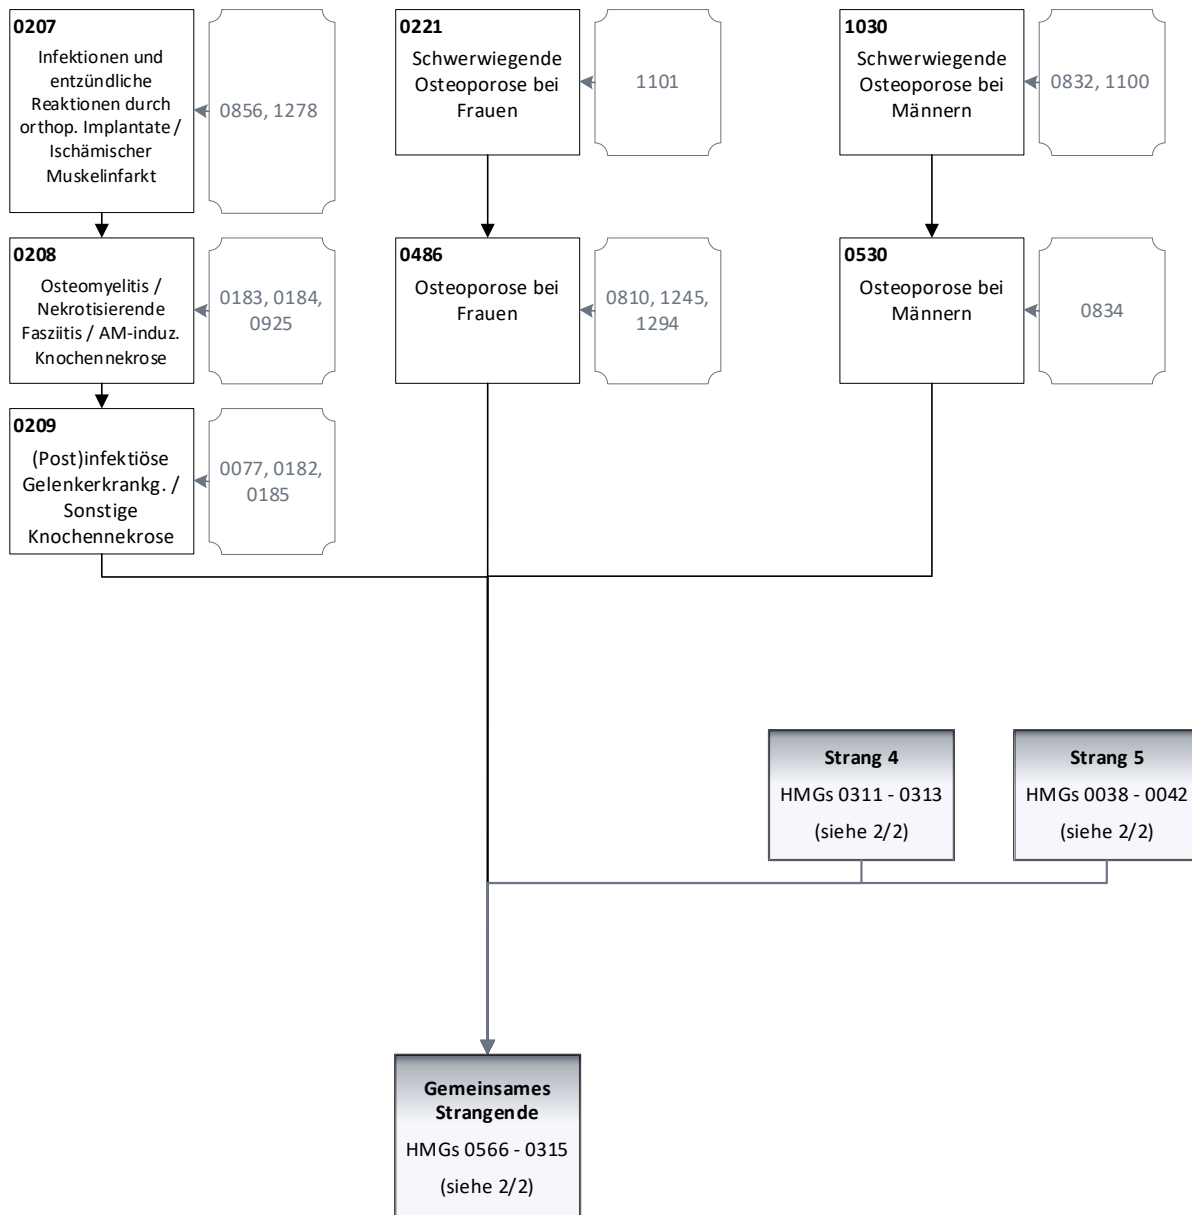 0207
Infektionen und
entzündliche
Reaktionen durch
orthop. Implantate /
Ischämischer
Muskelinfarkt
0856, 1278
0221
Schwerwiegende
Osteoporose bei
Frauen
1101
1030
Schwerwiegende
Osteoporose bei
Männern
0832, 1100
0208
Osteomyelitis /
Nekrotisierende
Fasziitis / AM-induz.
Knochennekrose
0183, 0184,
0925
0486
Osteoporose bei
Frauen
0810, 1245,
1294
0530
Osteoporose bei
Männern
0834
0209
(Post)infektiöse
Gelenkerkrankg. /
Sonstige
Knochennekrose
0077, 0182,
0185
Strang 4
HMGs 0311 - 0313
(siehe 2/2)
Strang 5
HMGs 0038 - 0042
(siehe 2/2)
Gemeinsames
Strangende
HMGs 0566 - 0315
(siehe 2/2)